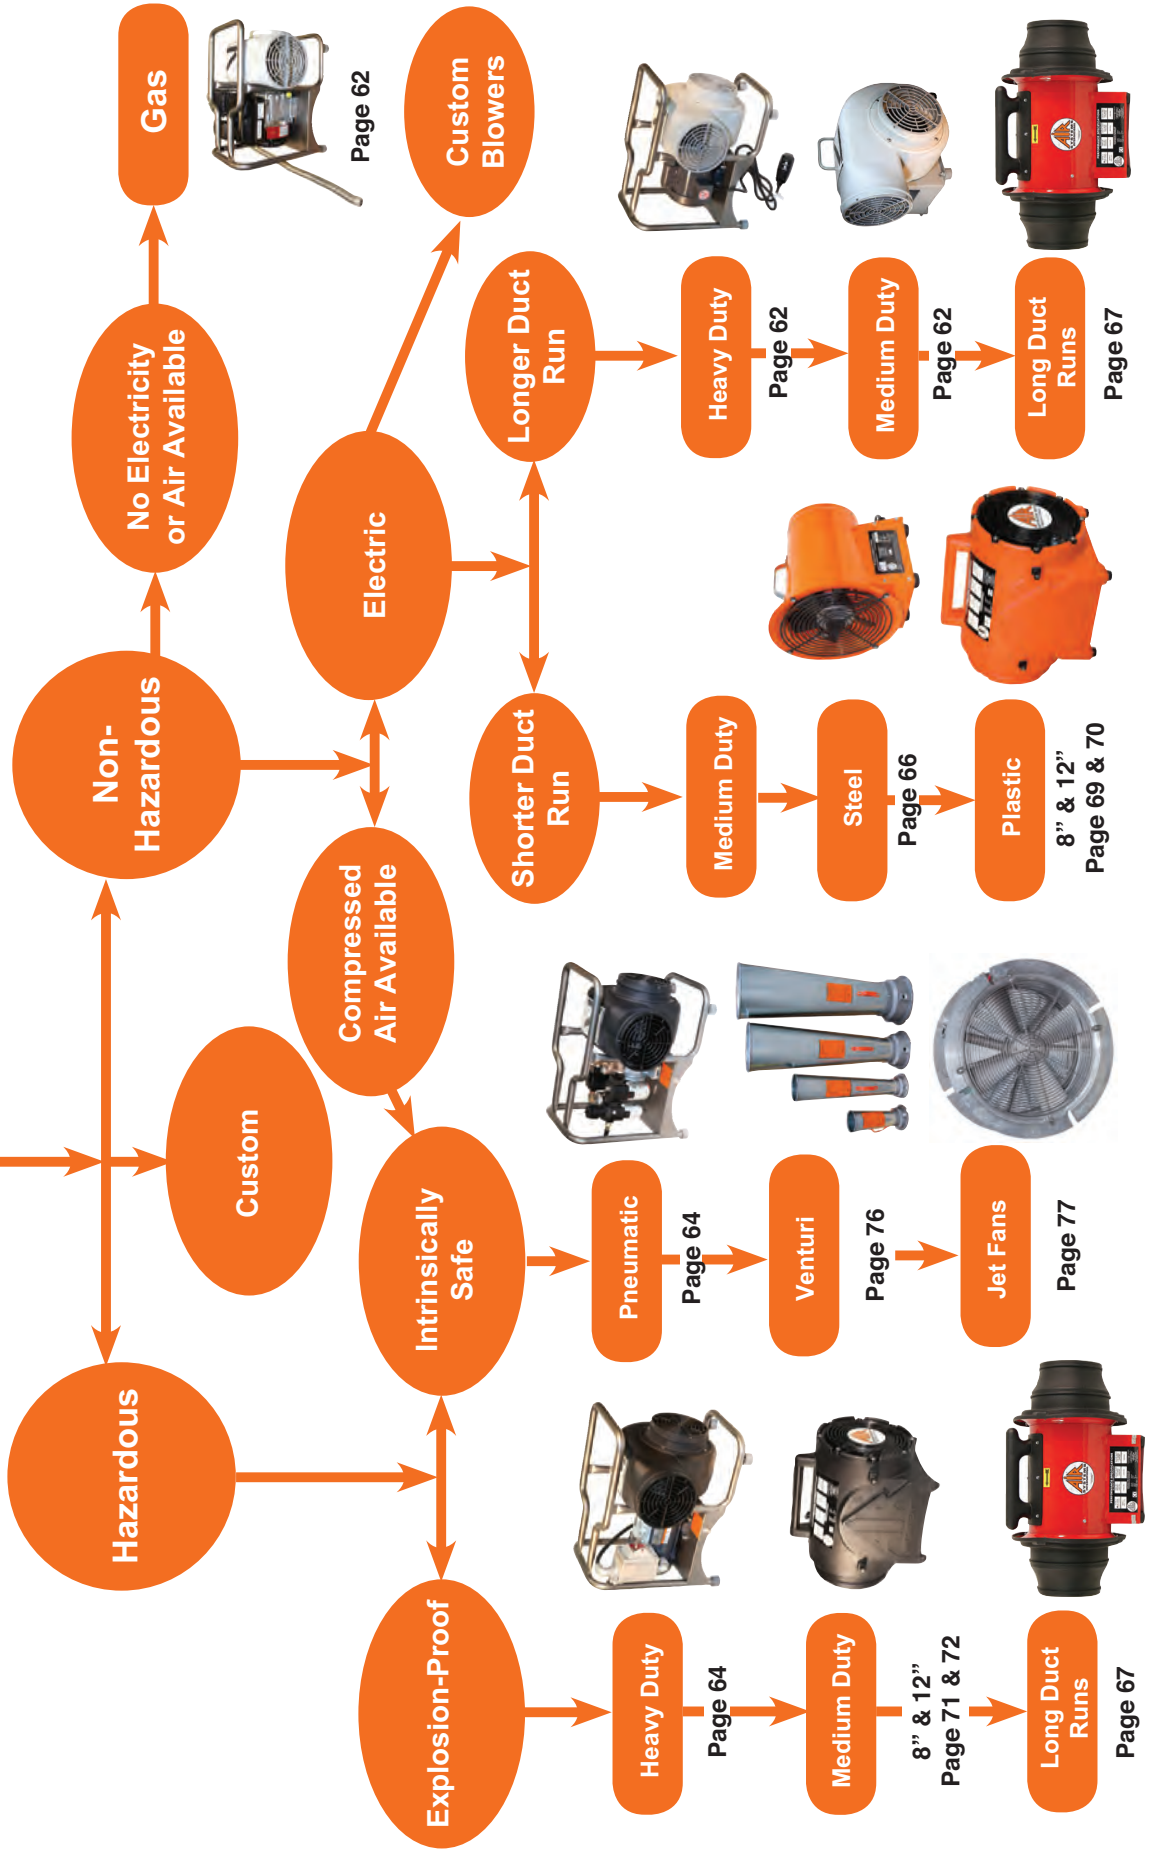 Hazardous
Custom
Non-
Hazardous
No Electricity
or Air Available
Gas
Page 62
Explosion-Proof
Intrinsically
Safe
Compressed
Air Available
Electric
Custom
Blowers
Shorter Duct
Run
Longer Duct
Run
Heavy Duty
Page 64
Medium Duty
8” & 12”
Page 71 & 72
Long Duct
Runs
Page 67
Pneumatic
Page 64
Venturi
Page 76
Jet Fans
Page 77
Medium Duty
Steel
Page 66
Plastic
8” & 12”
Page 69 & 70
Heavy Duty
Page 62
Medium Duty
Page 62
Long Duct
Runs
Page 67
AIR
AIR